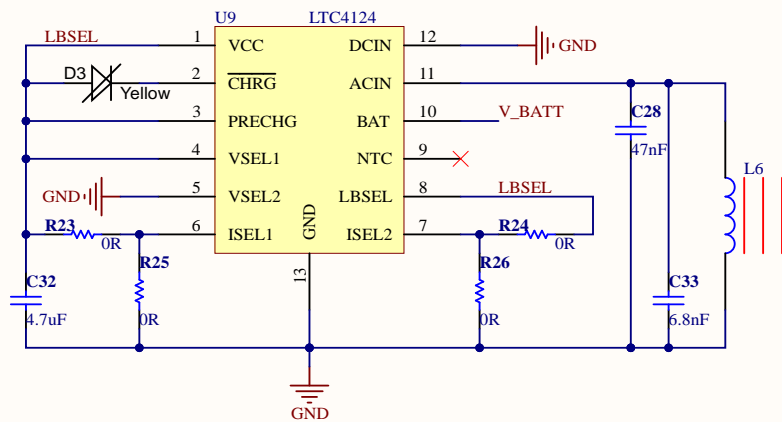 U9 LTC4124
LBSEL 1 VCC DCIN 12 GND
D3 Yellow 2 CHRG ACIN 11
3 PRECHG BAT 10 V_BATT
C28
47nF
4 VSEL1 NTC 9
L6
GND 5 VSEL2 LBSEL 8 LBSEL
R23 0R 6 ISEL1 GND ISEL2 7 R24 0R
C32
4.7uF
R25
0R
13
R26
0R
C33
6.8nF
GND